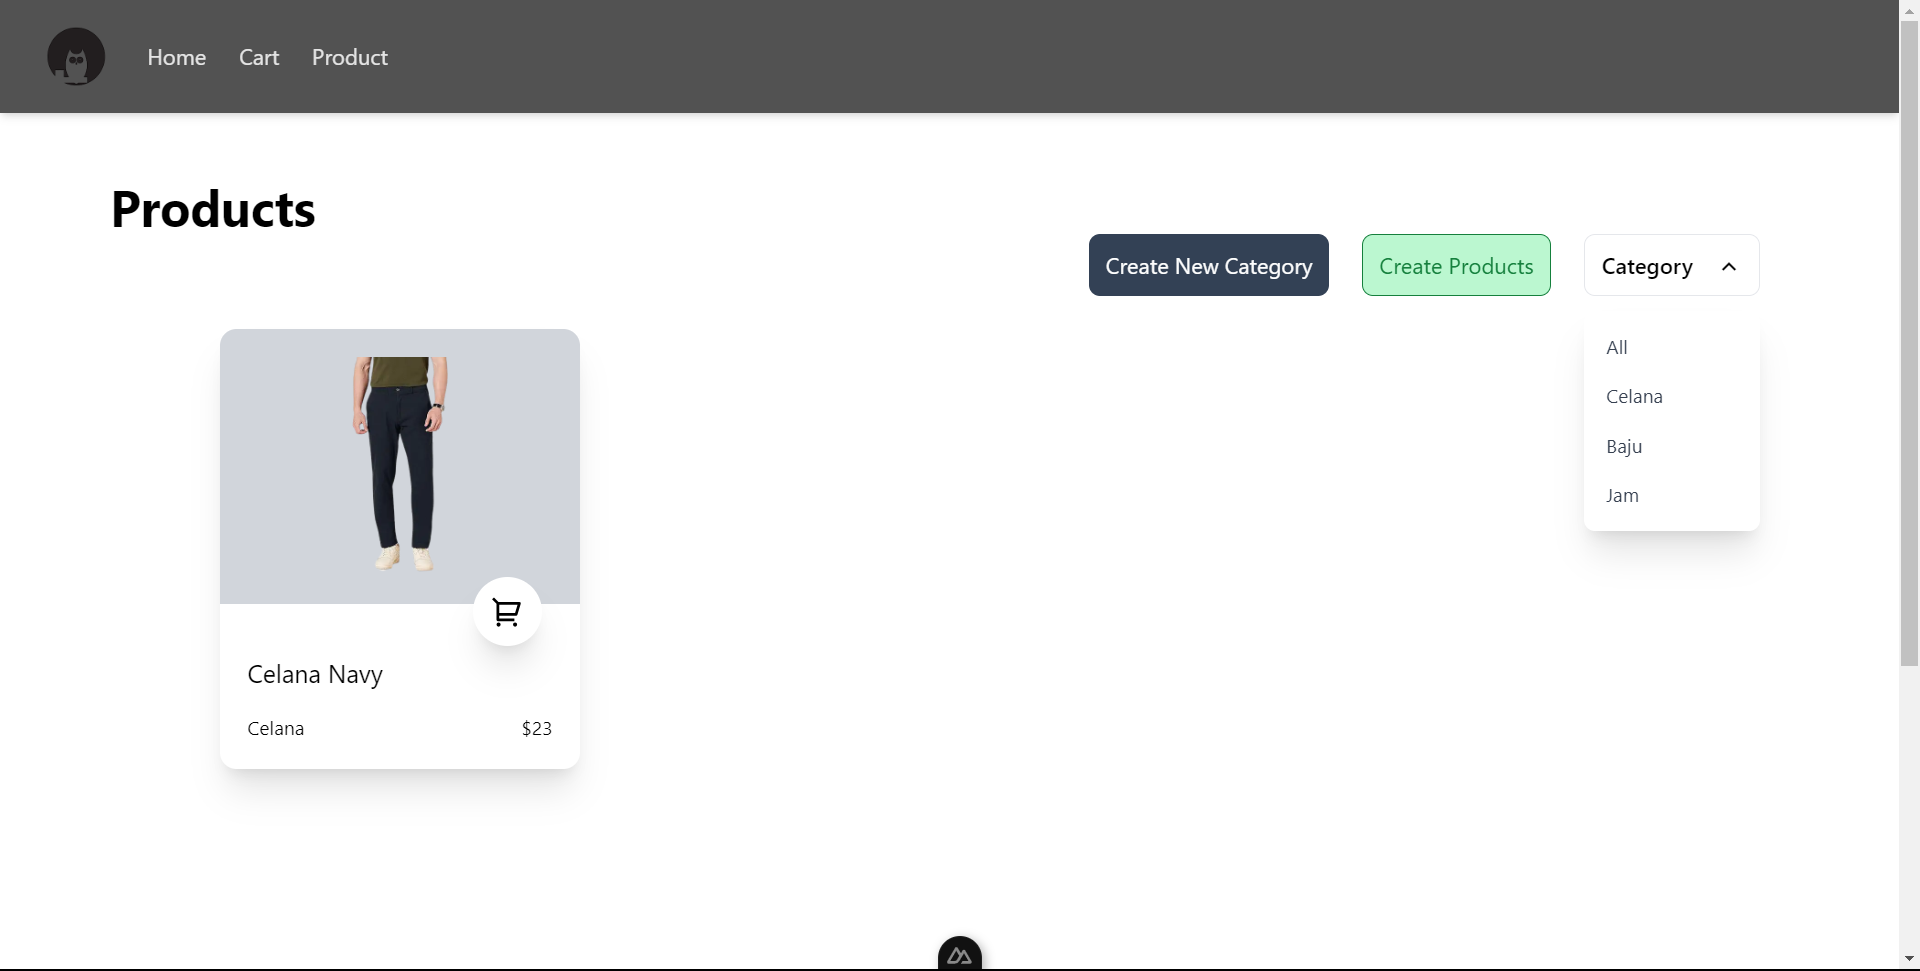 Home Cart Product
Products
Create New Category Create Products Category
All
Celana
Baju
Jam
Celana Navy
Celana $23